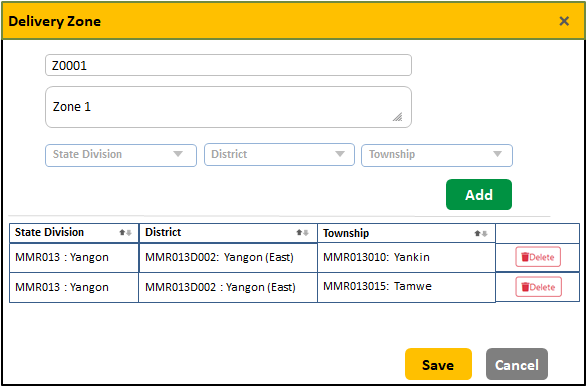 Delivery Zone ×
Z0001
Zone 1
State Division District Township
Add
State Division District Township
MMR013 : Yangon MMR013D002: Yangon (East) MMR013010: Yankin Delete
MMR013 : Yangon MMR013D002 : Yangon (East) MMR013015: Tamwe Delete
Save Cancel